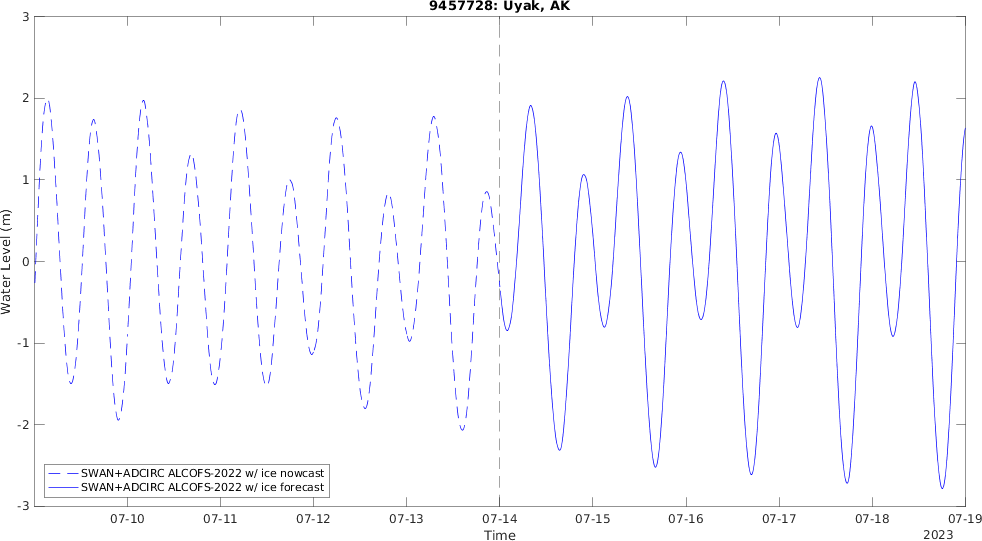 9457728: Uyak, AK
3
2
1
0
-1
-2
-3
Water Level (m)
SWAN+ADCIRC ALCOFS-2022 w/ ice nowcast
SWAN+ADCIRC ALCOFS-2022 w/ ice forecast
07-10 07-11 07-12 07-13 07-14 07-15 07-16 07-17 07-18 07-19
Time
2023